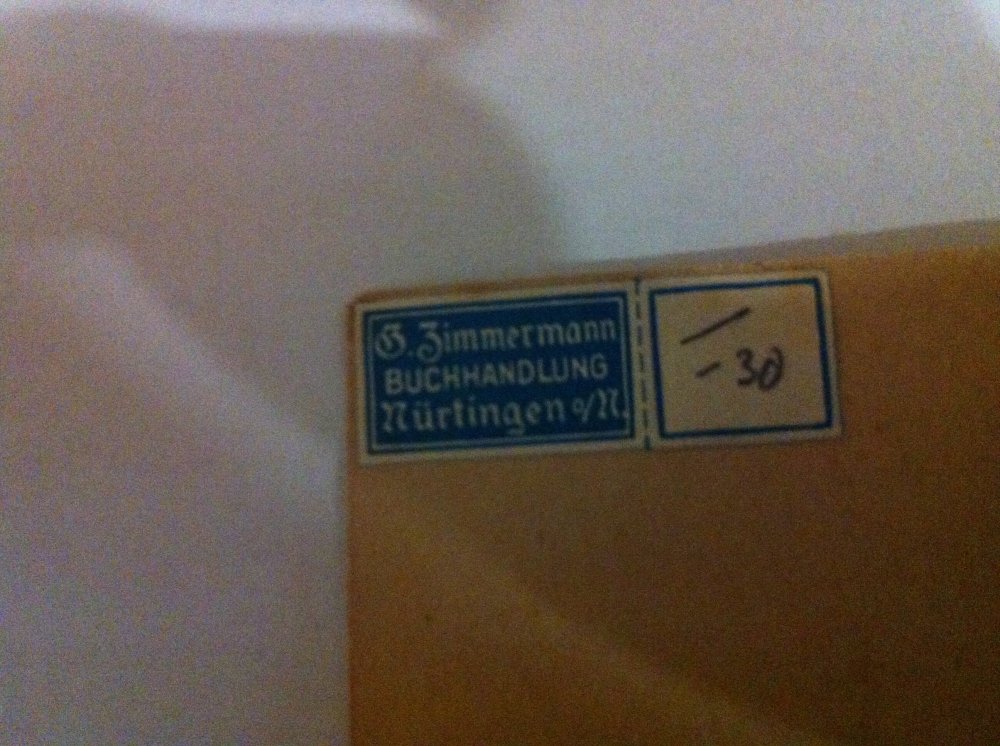 G. Zimmermann
BUCHHANDLUNG
Nürtingen a/N.
-30